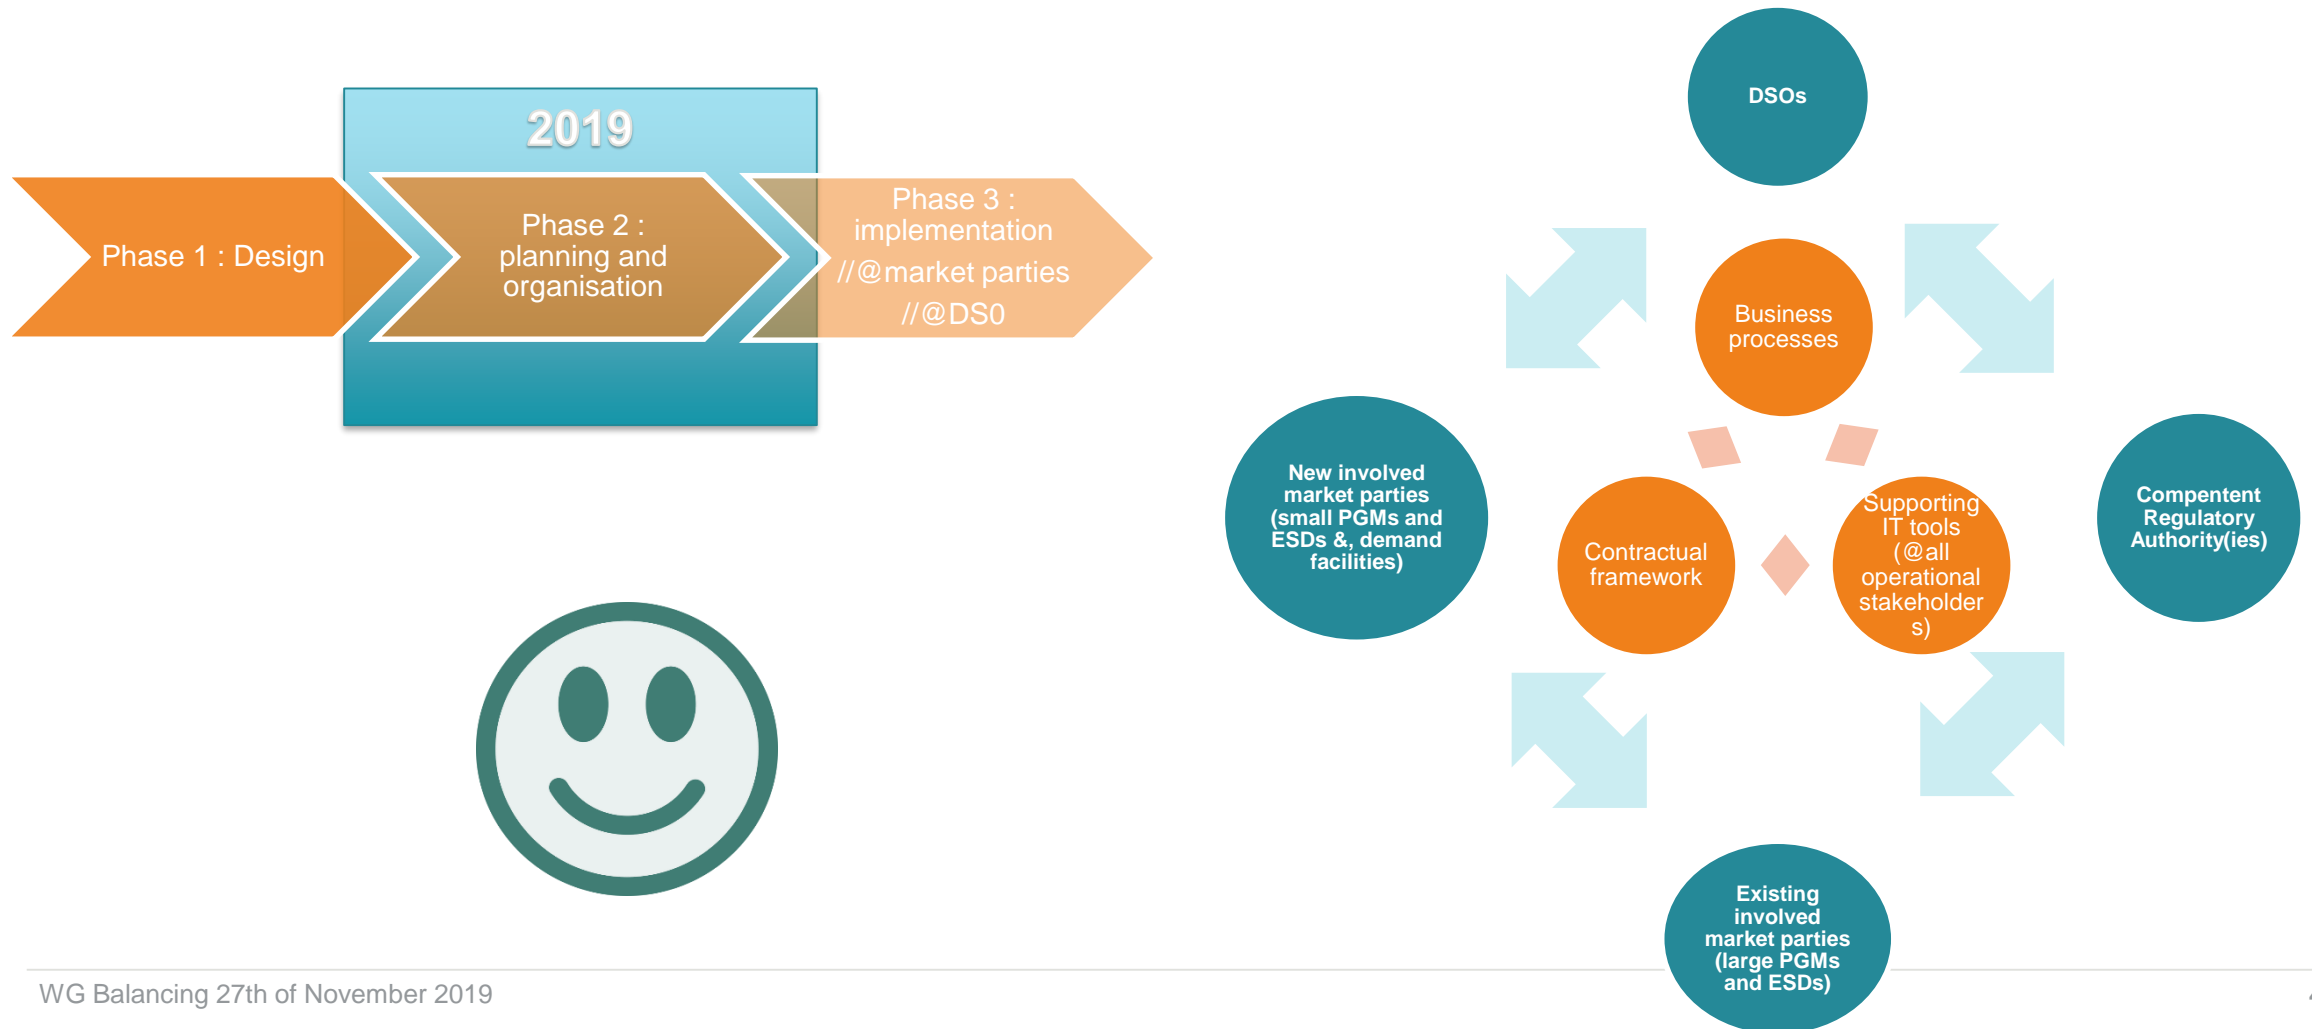 2019
Phase 1 : Design
Phase 2 :
planning and
organisation
Phase 3 :
implementation
//@market parties
//@DS0
DSOs
Business
processes
New involved
market parties
(small PGMs and
ESDs &, demand
facilities)
Contractual
framework
Supporting
IT tools
(@all
operational
stakeholder
s)
Compentent
Regulatory
Authority(ies)
Existing
involved
market parties
(large PGMs
and ESDs)
WG Balancing 27th of November 2019